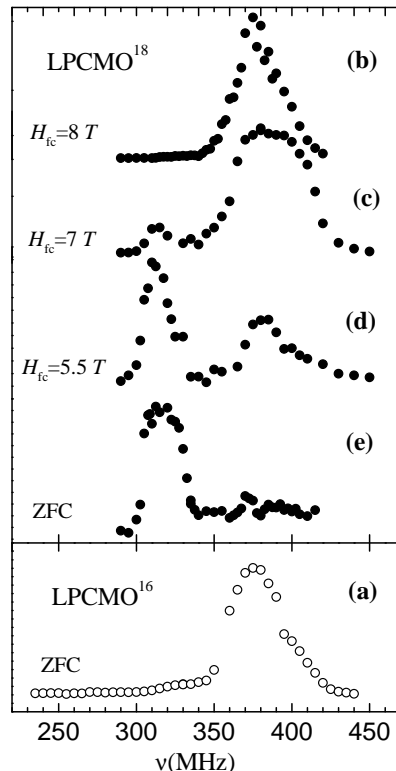 LPCMO¹⁸ (b)
H_fc=8 T
(c)
H_fc=7 T
(d)
H_fc=5.5 T
(e)
ZFC
LPCMO¹⁶ (a)
ZFC
250 300 350 400 450
ν(MHz)